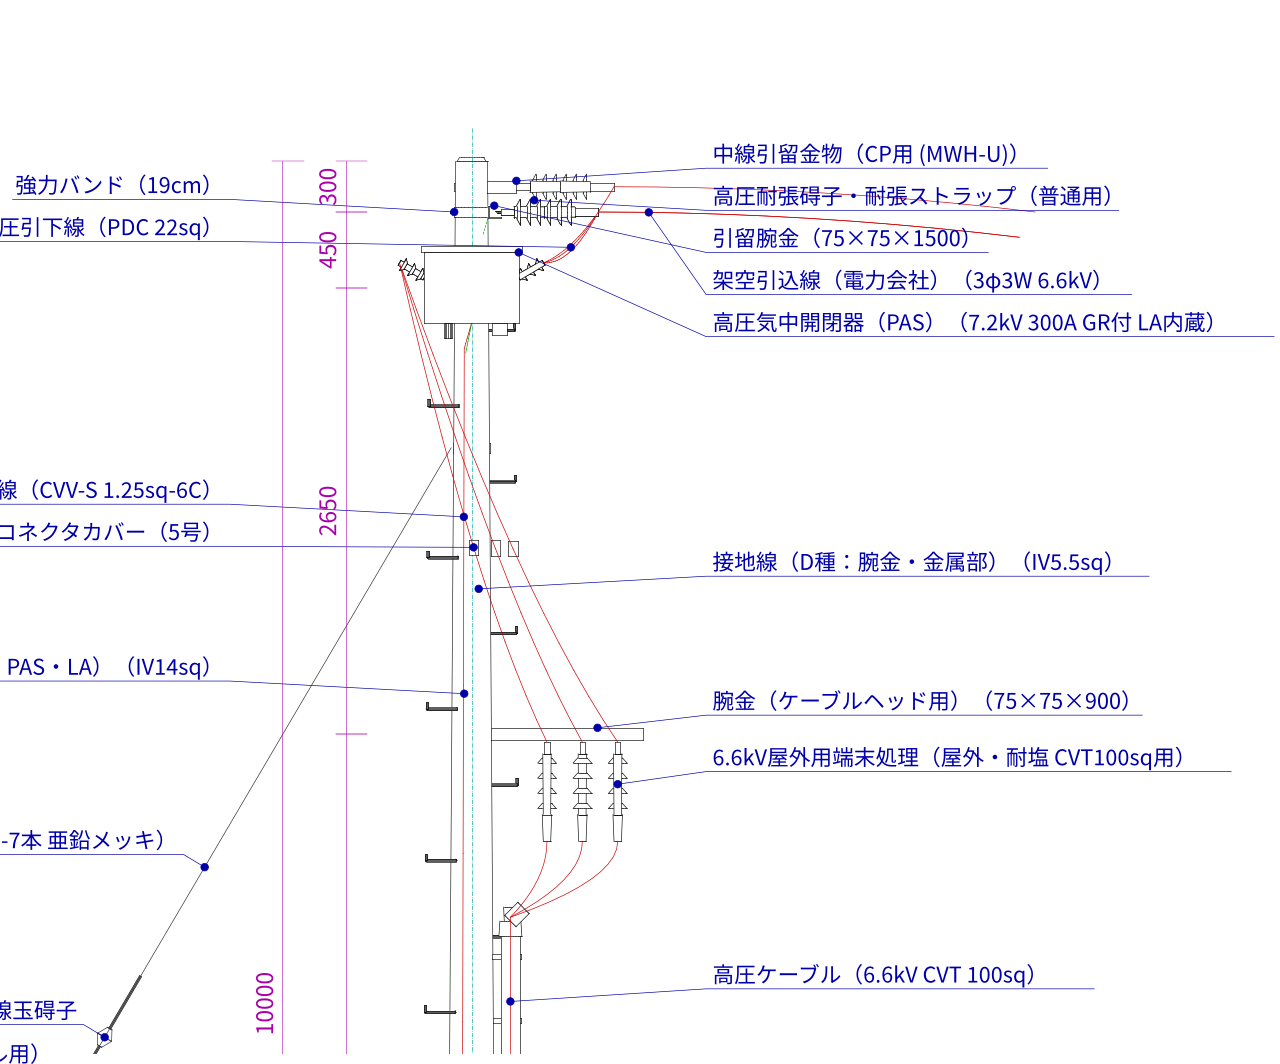 中線引留金物（CP用 (MWH-U)）
強力バンド（19cm）
高圧耐張碍子・耐張ストラップ（普通用）
300
圧引下線（PDC 22sq）
引留腕金（75×75×1500）
450
架空引込線（電力会社）（3φ3W 6.6kV）
高圧気中開閉器（PAS）（7.2kV 300A GR付 LA内蔵）
線（CVV-S 1.25sq-6C）
2650
コネクタカバー（5号）
接地線（D種：腕金・金属部）（IV5.5sq）
PAS・LA）（IV14sq）
腕金（ケーブルヘッド用）（75×75×900）
6.6kV屋外用端末処理（屋外・耐塩 CVT100sq用）
-7本 亜鉛メッキ）
高圧ケーブル（6.6kV CVT 100sq）
10000
線玉碍子
ル用）